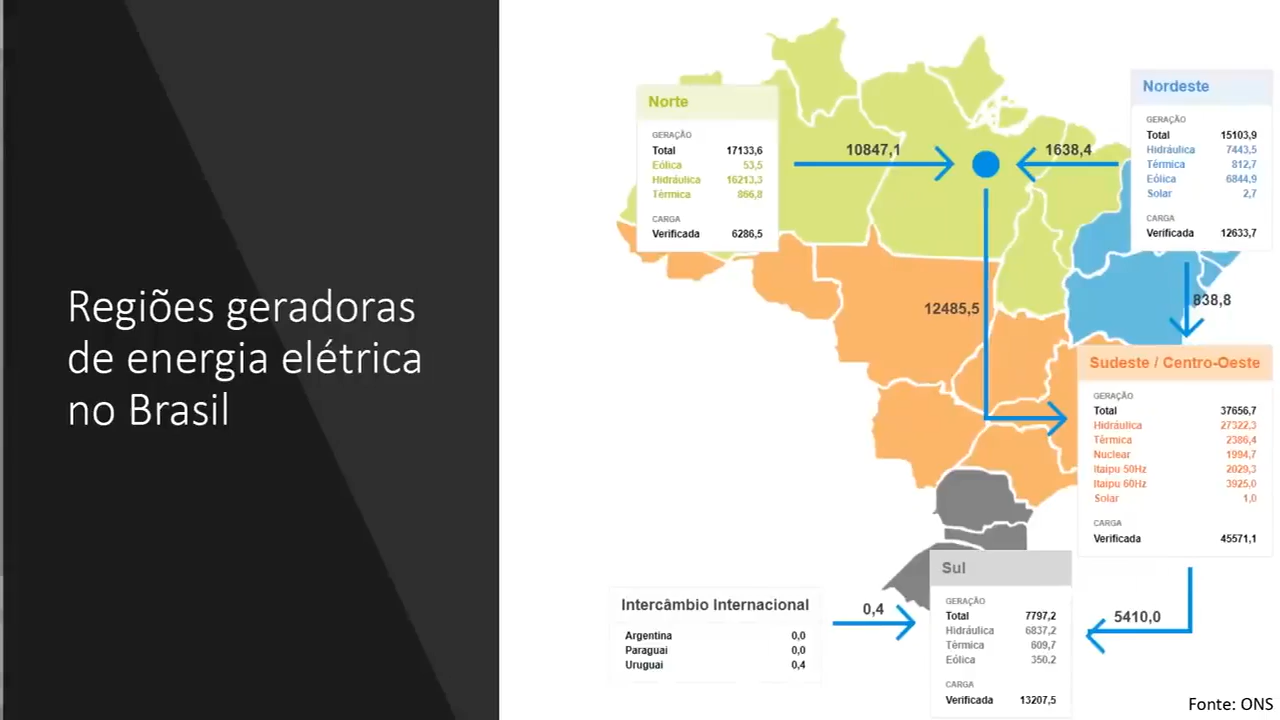 Regiões geradoras
de energia elétrica
no Brasil
Norte
GERAÇÃO
Total 17133,6
Eólica 53,5
Hidráulica 16213,3
Térmica 866,8
CARGA
Verificada 6286,5
10847,1
1638,4
Nordeste
GERAÇÃO
Total 15103,9
Hidráulica 7443,5
Térmica 812,7
Eólica 6844,9
Solar 2,7
CARGA
Verificada 12633,7
12485,5
838,8
Sudeste / Centro-Oeste
GERAÇÃO
Total 37656,7
Hidráulica 27322,3
Térmica 2386,4
Nuclear 1994,7
Itaipu 50Hz 2029,3
Itaipu 60Hz 3925,0
Solar 1,0
CARGA
Verificada 45571,1
Intercâmbio Internacional
Argentina 0,0
Paraguai 0,0
Uruguai 0,4
0,4
Sul
GERAÇÃO
Total 7797,2
Hidráulica 6837,2
Térmica 609,7
Eólica 350,2
CARGA
Verificada 13207,5
5410,0
Fonte: ONS